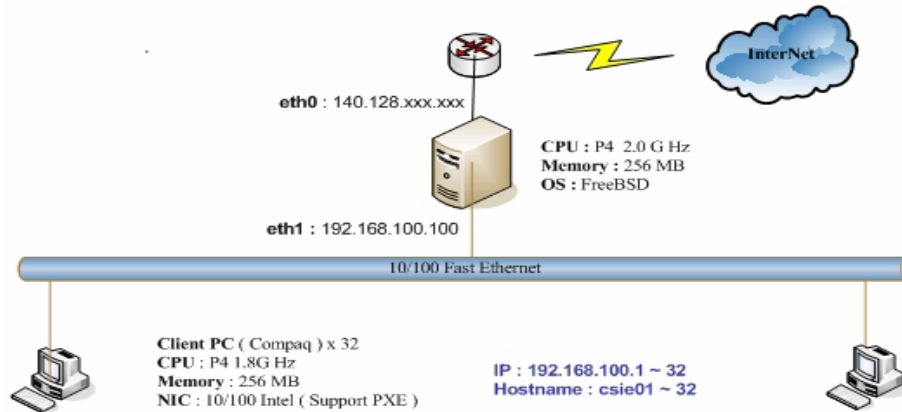 InterNet
eth0 : 140.128.xxx.xxx
CPU : P4 2.0 G Hz
Memory : 256 MB
OS : FreeBSD
eth1 : 192.168.100.100
10/100 Fast Ethernet
Client PC ( Compaq ) x 32
CPU : P4 1.8G Hz
Memory : 256 MB
NIC : 10/100 Intel ( Support PXE )
IP : 192.168.100.1 ~ 32
Hostname : csie01 ~ 32